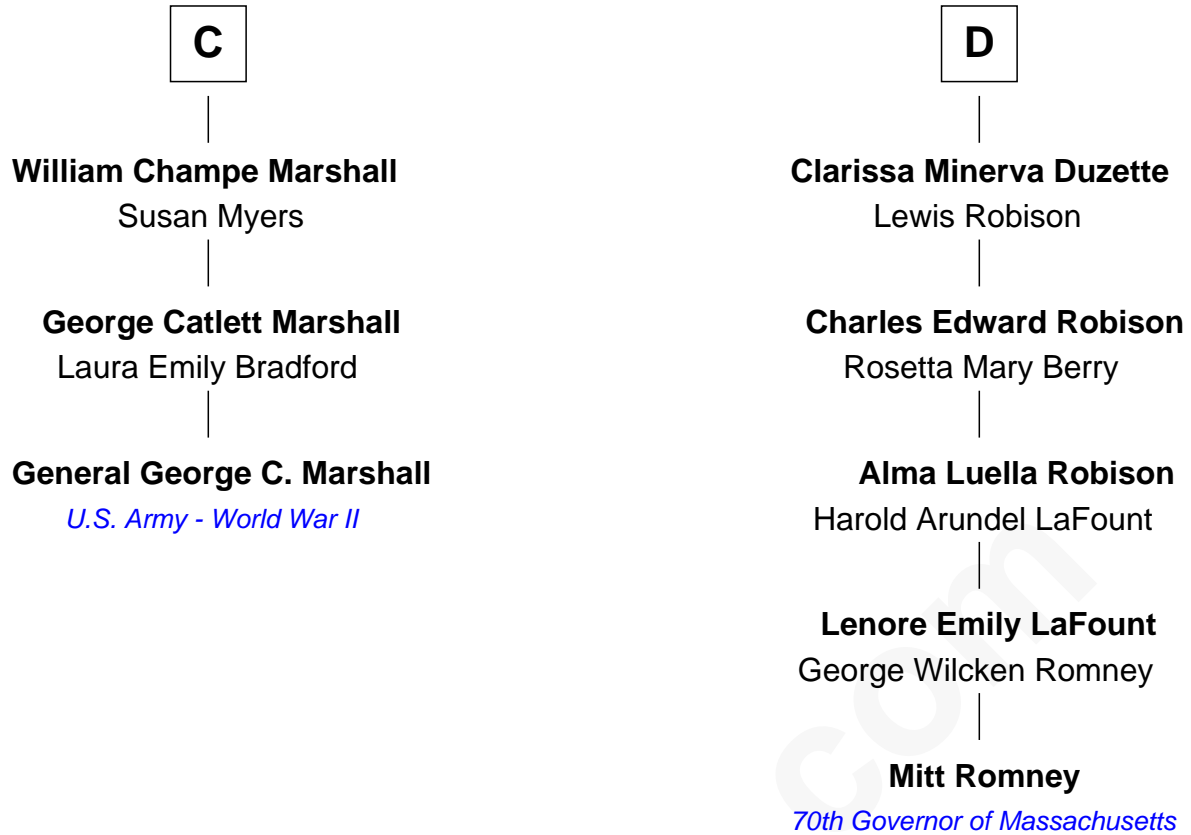 C
William Champe Marshall
Susan Myers
George Catlett Marshall
Laura Emily Bradford
General George C. Marshall
U.S. Army - World War II
D
Clarissa Minerva Duzette
Lewis Robison
Charles Edward Robison
Rosetta Mary Berry
Alma Luella Robison
Harold Arundel LaFount
Lenore Emily LaFount
George Wilcken Romney
Mitt Romney
70th Governor of Massachusetts
com